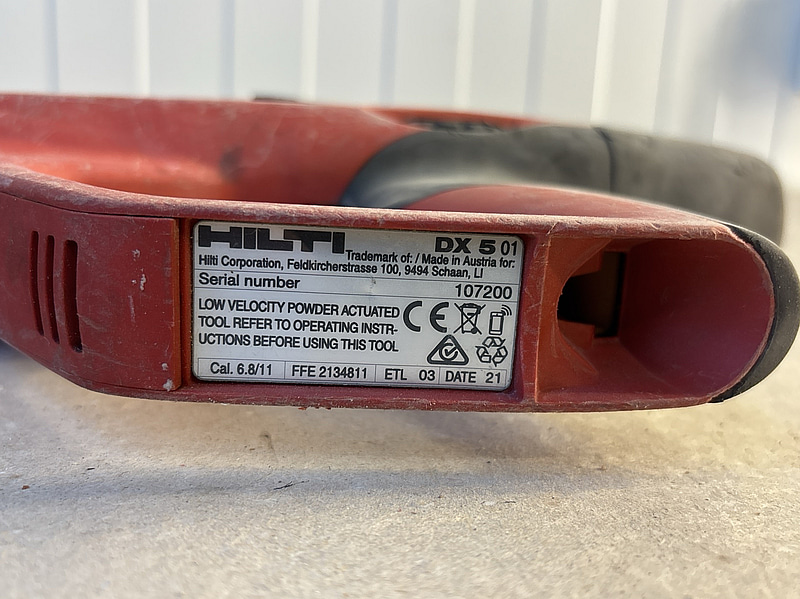 HILTI DX 5 01
Trademark of: / Made in Austria for:
Hilti Corporation, Feldkircherstrasse 100, 9494 Schaan, LI
Serial number
107200
LOW VELOCITY POWDER ACTUATED
TOOL REFER TO OPERATING INSTR-
UCTIONS BEFORE USING THIS TOOL
CE
Cal. 6.8/11 FFE 2134811 ETL 03 DATE 21